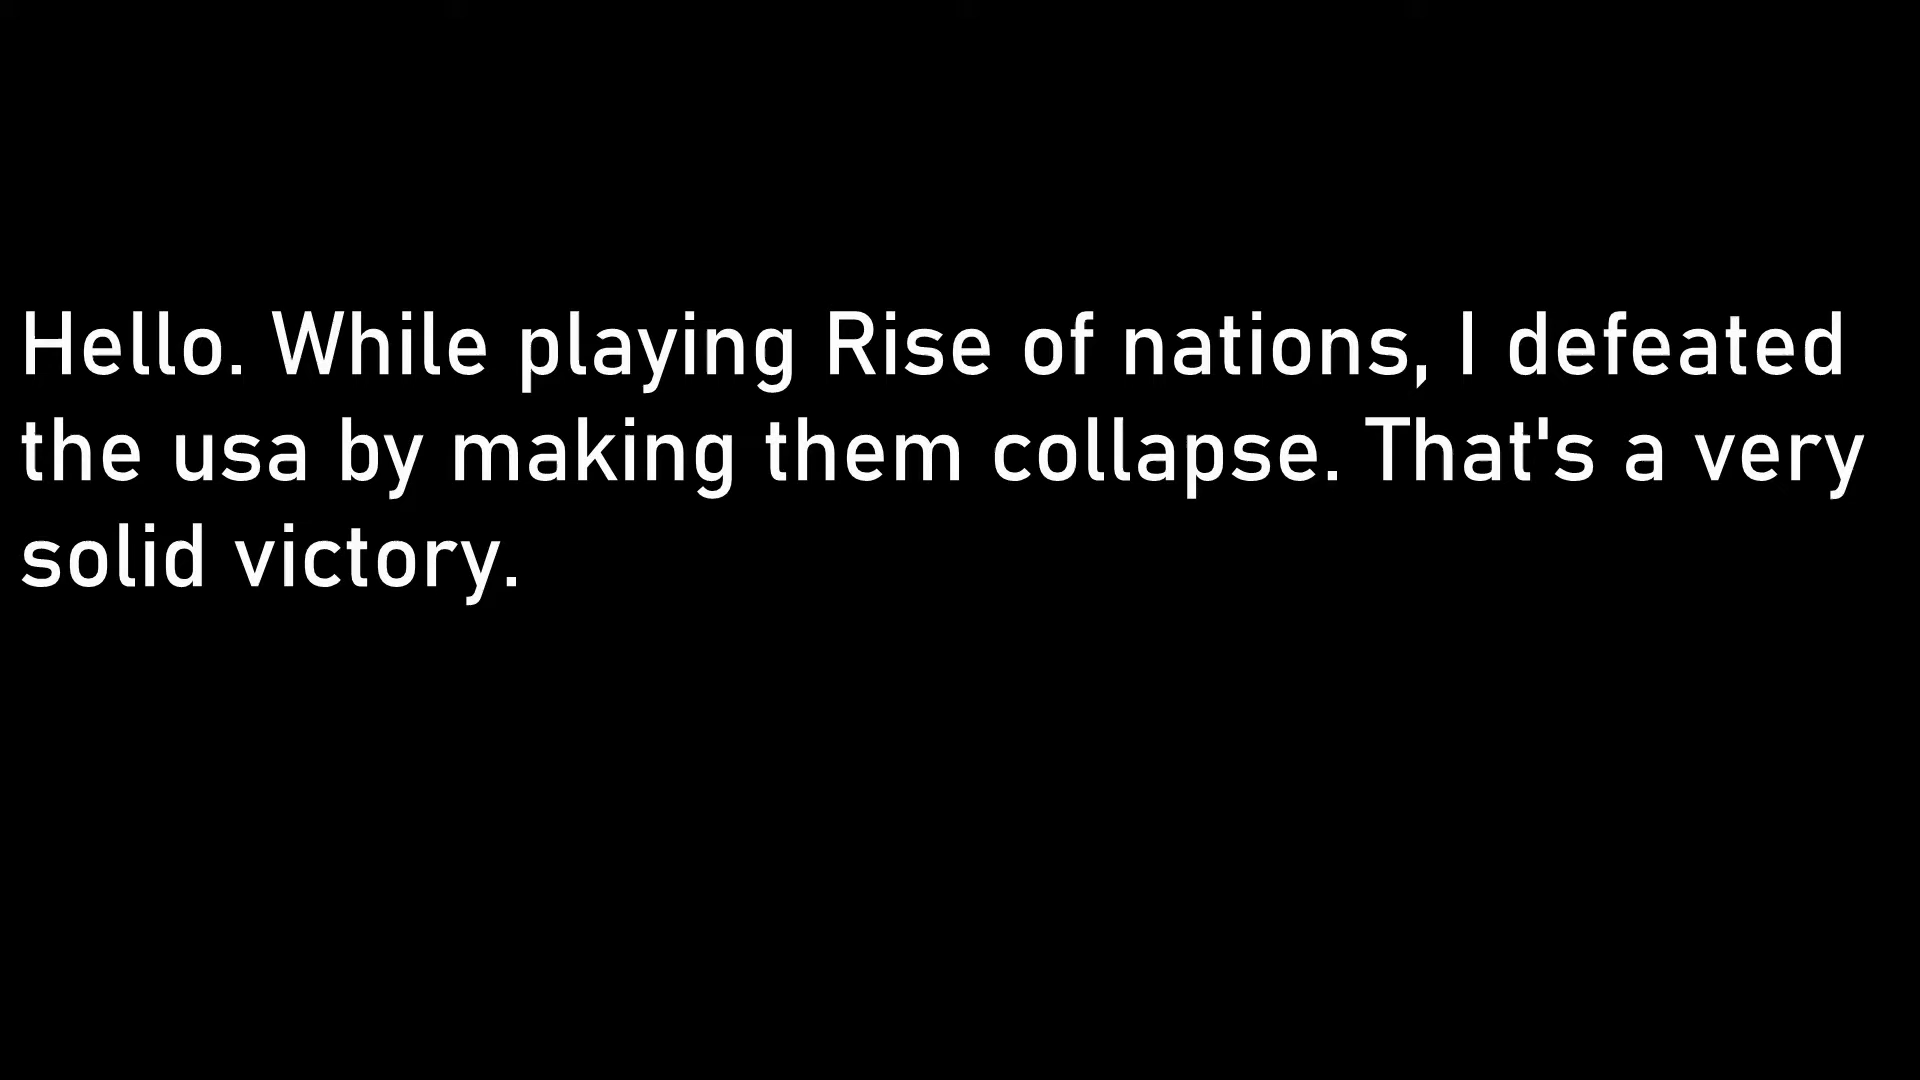 Hello. While playing Rise of nations, I defeated
the usa by making them collapse. That's a very
solid victory.